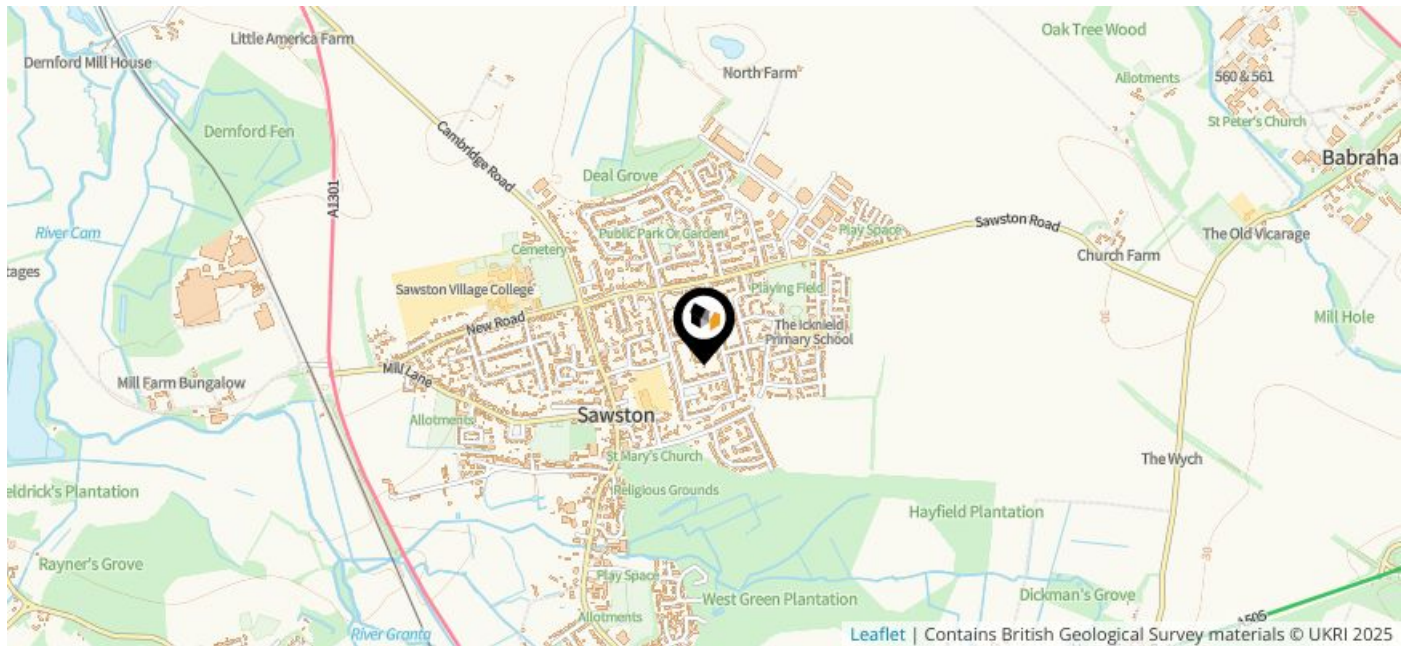 Little America Farm
Dernford Mill House
Dernford Fen
Cambridge Road
A1301
River Cam
tages
North Farm
Oak Tree Wood
Allotments
560 & 561
St Peter's Church
Babraha
Deal Grove
Public Park Or Garden
Cemetery
Play Space
Sawston Road
The Old Vicarage
Church Farm
Sawston Village College
Playing Field
New Road
The Icknield
Primary School
30
Mill Hole
Mill Lane
Mill Farm Bungalow
Allotments
Sawston
St Mary's Church
The Wych
eldrick's Plantation
Religious Grounds
Hayfield Plantation
Rayner's Grove
30
Play Space
West Green Plantation
Dickman's Grove
Allotments
A505
River Granta
Leaflet | Contains British Geological Survey materials © UKRI 2025